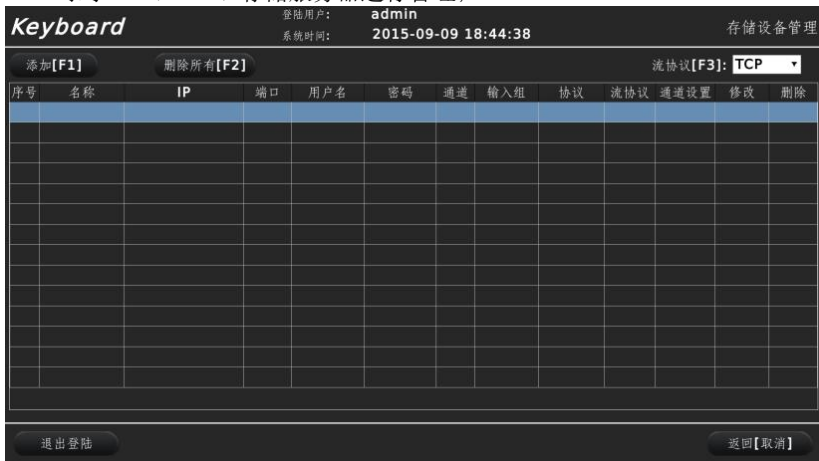 Keyboard
登陆用户: admin
系统时间: 2015-09-09 18:44:38
存储设备管理
添加[F1] 删除所有[F2] 流协议[F3]: TCP
序号 名称 IP 端口 用户名 密码 通道 输入组 协议 流协议 通道设置 修改 删除
退出登陆 返回[取消]